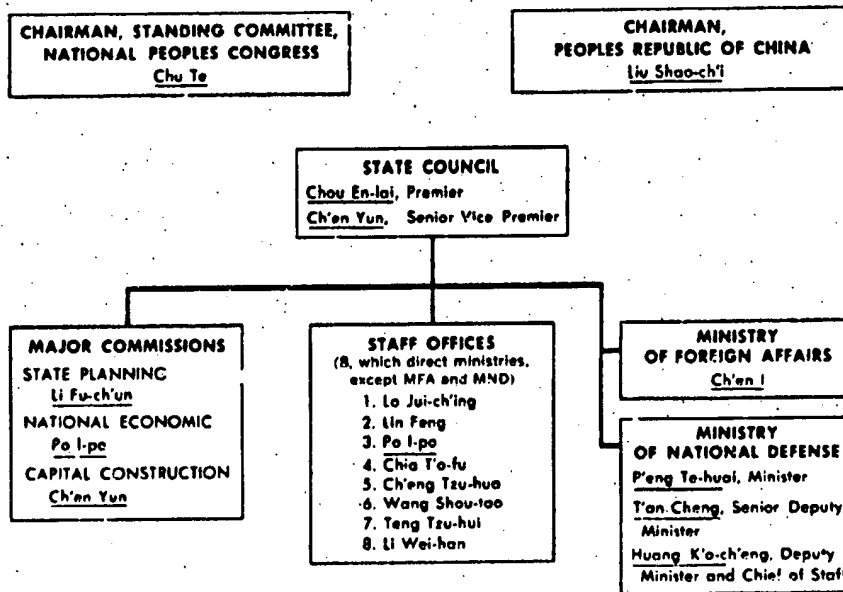 CHAIRMAN, STANDING COMMITTEE,
NATIONAL PEOPLES CONGRESS
Chu Te
CHAIRMAN,
PEOPLES REPUBLIC OF CHINA
Liu Shao-ch'i
STATE COUNCIL
Chou En-lai, Premier
Ch'en Yun, Senior Vice Premier
MAJOR COMMISSIONS
STATE PLANNING
Li Fu-ch'un
NATIONAL ECONOMIC
Po I-po
CAPITAL CONSTRUCTION
Ch'en Yun
STAFF OFFICES
(8, which direct ministries,
except MFA and MND)
1. Lo Jui-ch'ing
2. Lin Feng
3. Po I-po
4. Chia T'o-fu
5. Ch'eng Tzu-hua
6. Wang Shou-tao
7. Teng Tzu-hui
8. Li Wei-han
MINISTRY
OF FOREIGN AFFAIRS
Ch'en I
MINISTRY
OF NATIONAL DEFENSE
P'eng Te-huai, Minister
T'an Cheng, Senior Deputy
Minister
Huang K'o-ch'eng, Deputy
Minister and Chief of Staff